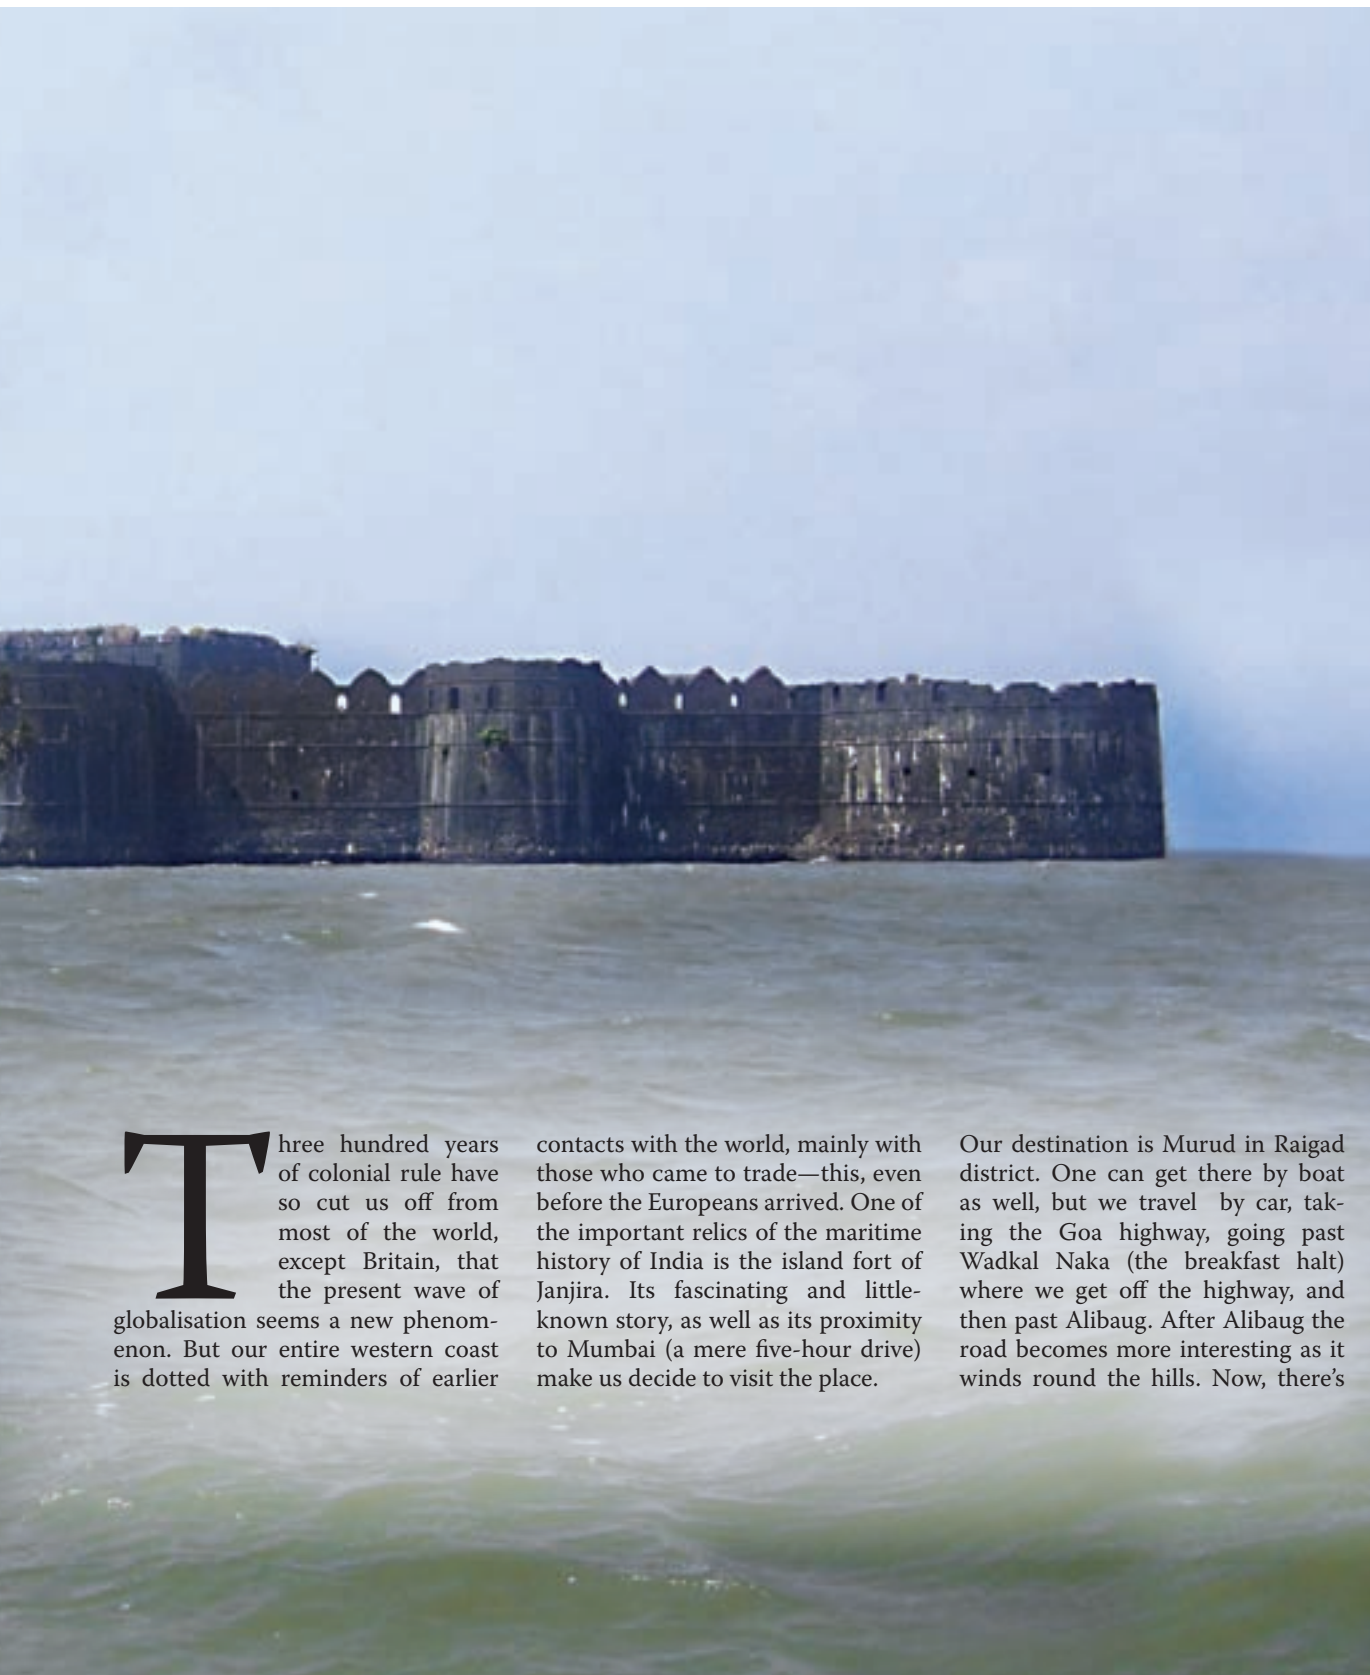 Three hundred years
of colonial rule have
so cut us off from
most of the world,
except Britain, that
the present wave of
globalisation seems a new phenom-
enon. But our entire western coast
is dotted with reminders of earlier
contacts with the world, mainly with
those who came to trade—this, even
before the Europeans arrived. One of
the important relics of the maritime
history of India is the island fort of
Janjira. Its fascinating and little-
known story, as well as its proximity
to Mumbai (a mere five-hour drive)
make us decide to visit the place.
Our destination is Murud in Raigad
district. One can get there by boat
as well, but we travel by car, tak-
ing the Goa highway, going past
Wadkal Naka (the breakfast halt)
where we get off the highway, and
then past Alibaug. After Alibaug the
road becomes more interesting as it
winds round the hills. Now, there's